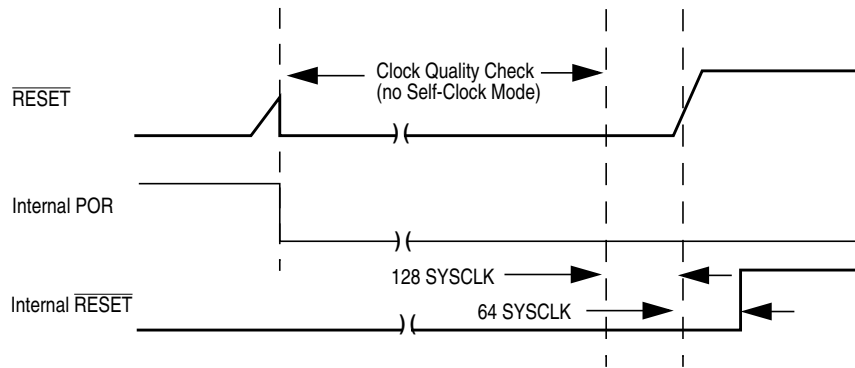 Clock Quality Check
(no Self-Clock Mode)
RESET
Internal POR
128 SYSCLK
Internal RESET
64 SYSCLK